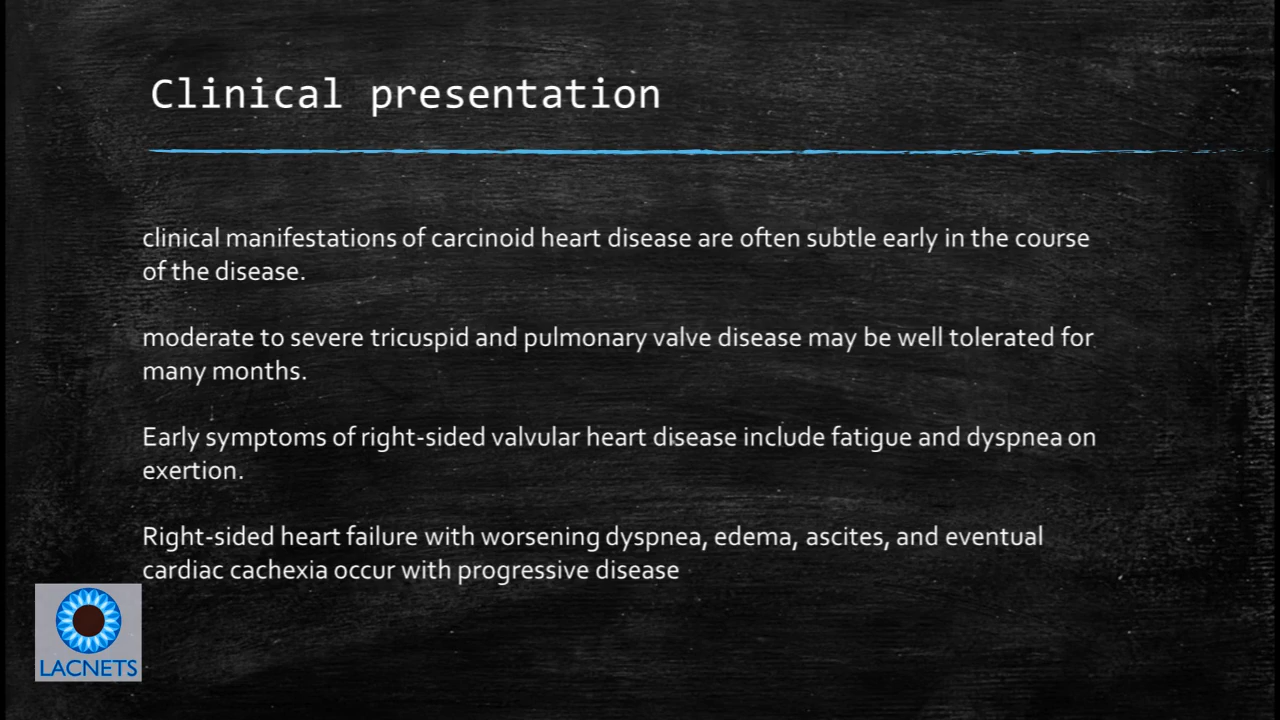 Clinical presentation
clinical manifestations of carcinoid heart disease are often subtle early in the course
of the disease.
moderate to severe tricuspid and pulmonary valve disease may be well tolerated for
many months.
Early symptoms of right-sided valvular heart disease include fatigue and dyspnea on
exertion.
Right-sided heart failure with worsening dyspnea, edema, ascites, and eventual
cardiac cachexia occur with progressive disease
LACNETS